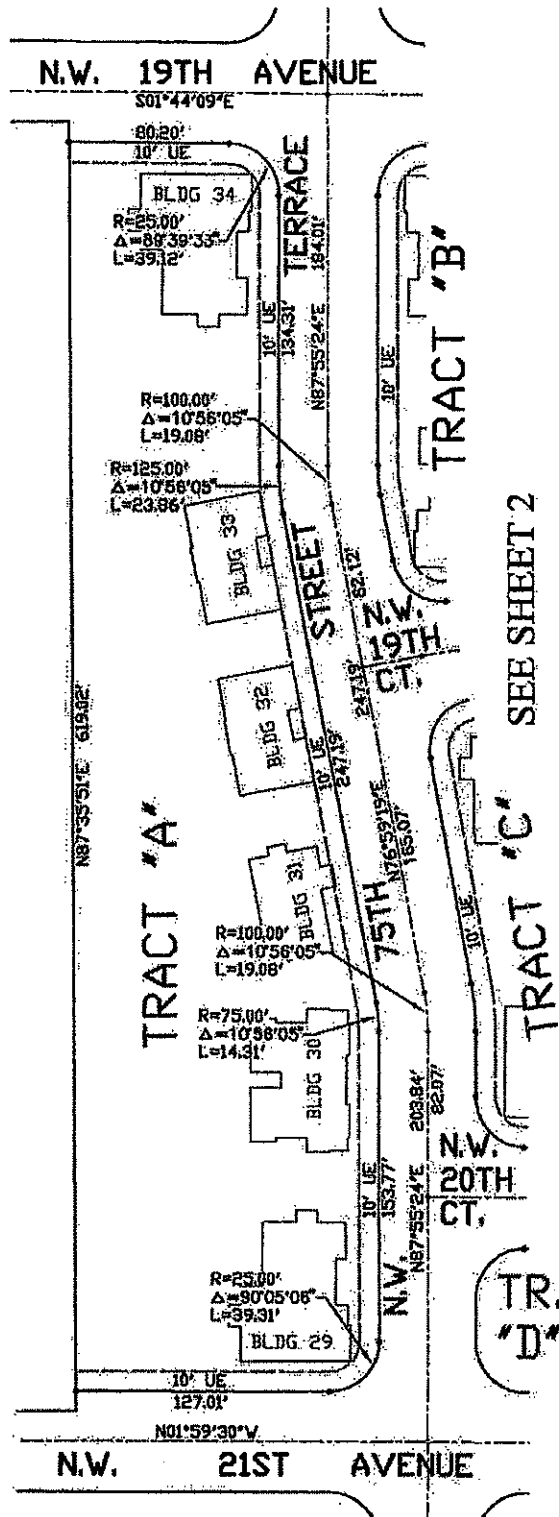 N.W. 19TH AVENUE
S01°44'09"E
80.20'
10' UE
BLDG 34
R=25.00'
Δ=89°39'33"
L=39.12'
TERRACE
184.01'
N87°55'24"E
10' UE
134.31'
TRACT "B"
10' UE
R=100.00'
Δ=10°56'05"
L=19.08'
R=125.00'
Δ=10°56'05"
L=23.86'
BLDG 33
STREET
62.12'
N.W.
19TH
CT.
SEE SHEET 2
247.19'
BLDG 32
10' UE
247.19'
N87°35'51"E 619.02'
N76°59'19"E
185.07'
TRACT "A"
BLDG 31
TRACT "C"
10' UE
75TH
R=100.00'
Δ=10°56'05"
L=19.08'
R=75.00'
Δ=10°56'05"
L=14.31'
BLDG 30
203.84'
82.07'
N87°55'24"E
N.W.
20TH
CT.
10' UE
153.77'
N.W.
R=25.00'
Δ=90°05'06"
L=39.31'
BLDG 29
TR.
"D"
10' UE
127.01'
N01°59'30"W
N.W. 21ST AVENUE